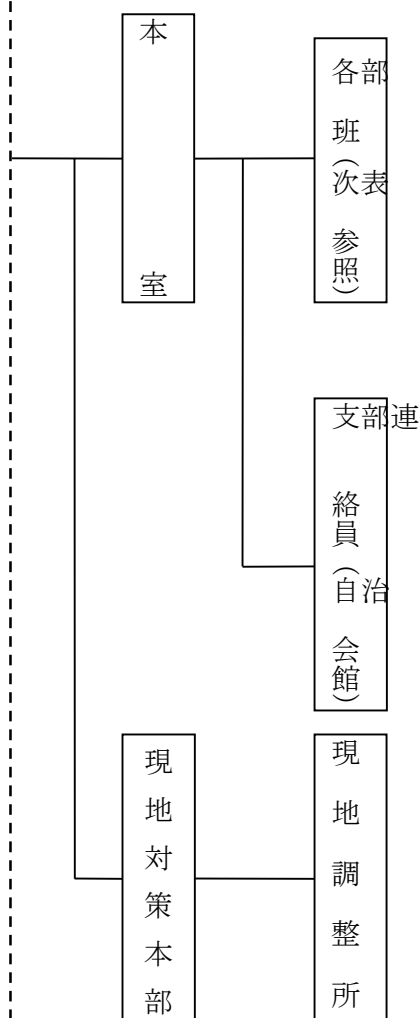 本室
各部班(次表参照)
支部連絡員(自治会館)
現地対策本部
現地調整所